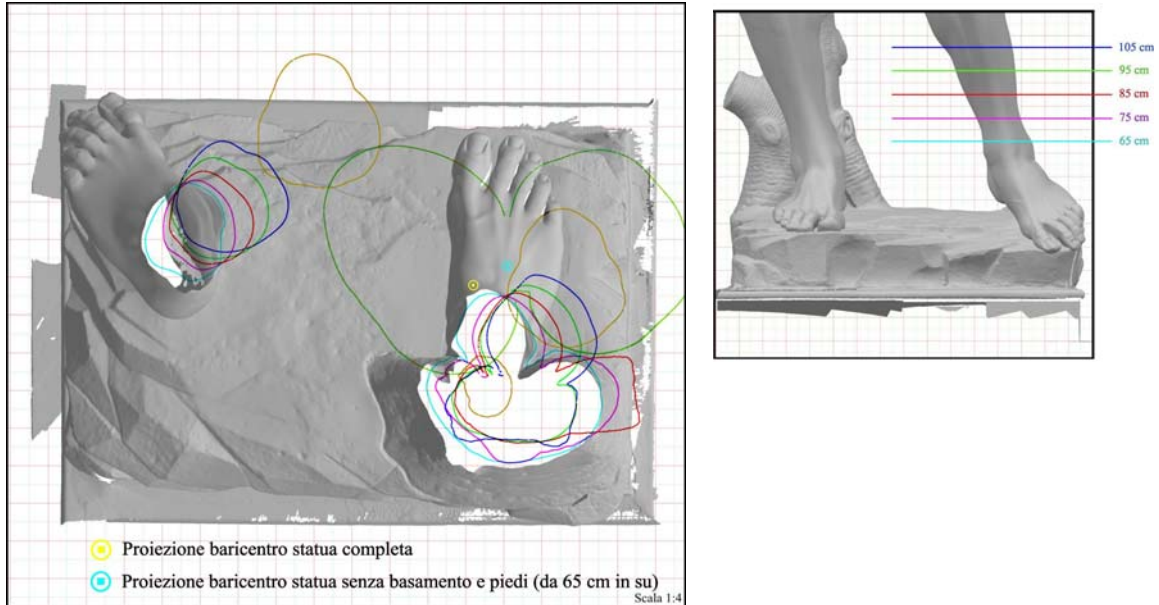 105 cm
95 cm
85 cm
75 cm
65 cm
Proiezione baricentro statua completa
Proiezione baricentro statua senza basamento e piedi (da 65 cm in su)
Scala 1:4